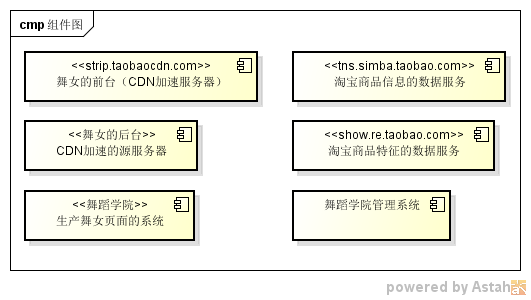 cmp 组件图
<<strip.taobaocdn.com>>
舞女的前台（CDN加速服务器）
<<tns.simba.taobao.com>>
淘宝商品信息的数据服务
<<舞女的后台>>
CDN加速的源服务器
<<show.re.taobao.com>>
淘宝商品特征的数据服务
<<舞蹈学院>>
生产舞女页面的系统
舞蹈学院管理系统
powered by Astah